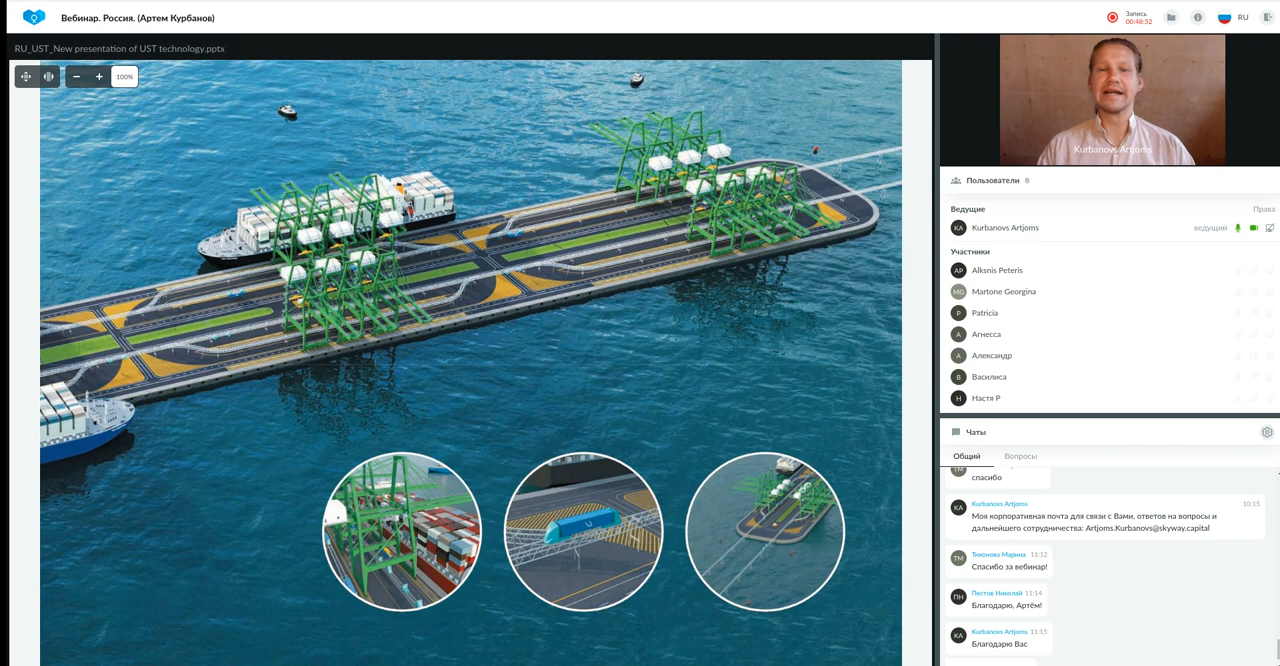 Вебинар. Россия. (Артем Курбанов)
Запись
00:48:52
RU
RU_UST_New presentation of UST technology.pptx
100%
Kurbanovs Artjoms
Пользователи 8
Ведущие
Права
KA
Kurbanovs Artjoms
ведущий
Участники
AP
Alksnis Peteris
MG
Martone Georgina
P
Patricia
А
Агнесса
А
Александр
В
Василиса
Н
Настя Р
Чаты
Общий
Вопросы
ТМ
спасибо
KA
Kurbanovs Artjoms
10:15
Моя корпоративная почта для связи с Вами, ответов на вопросы и
дальнейшего сотрудничества: Artjoms.Kurbanovs@skyway.capital
ТМ
Тихонова Марина 11:12
Спасибо за вебинар!
ПН
Пестов Николай 11:14
Благодарю, Артём!
KA
Kurbanovs Artjoms 11:15
Благодарю Вас